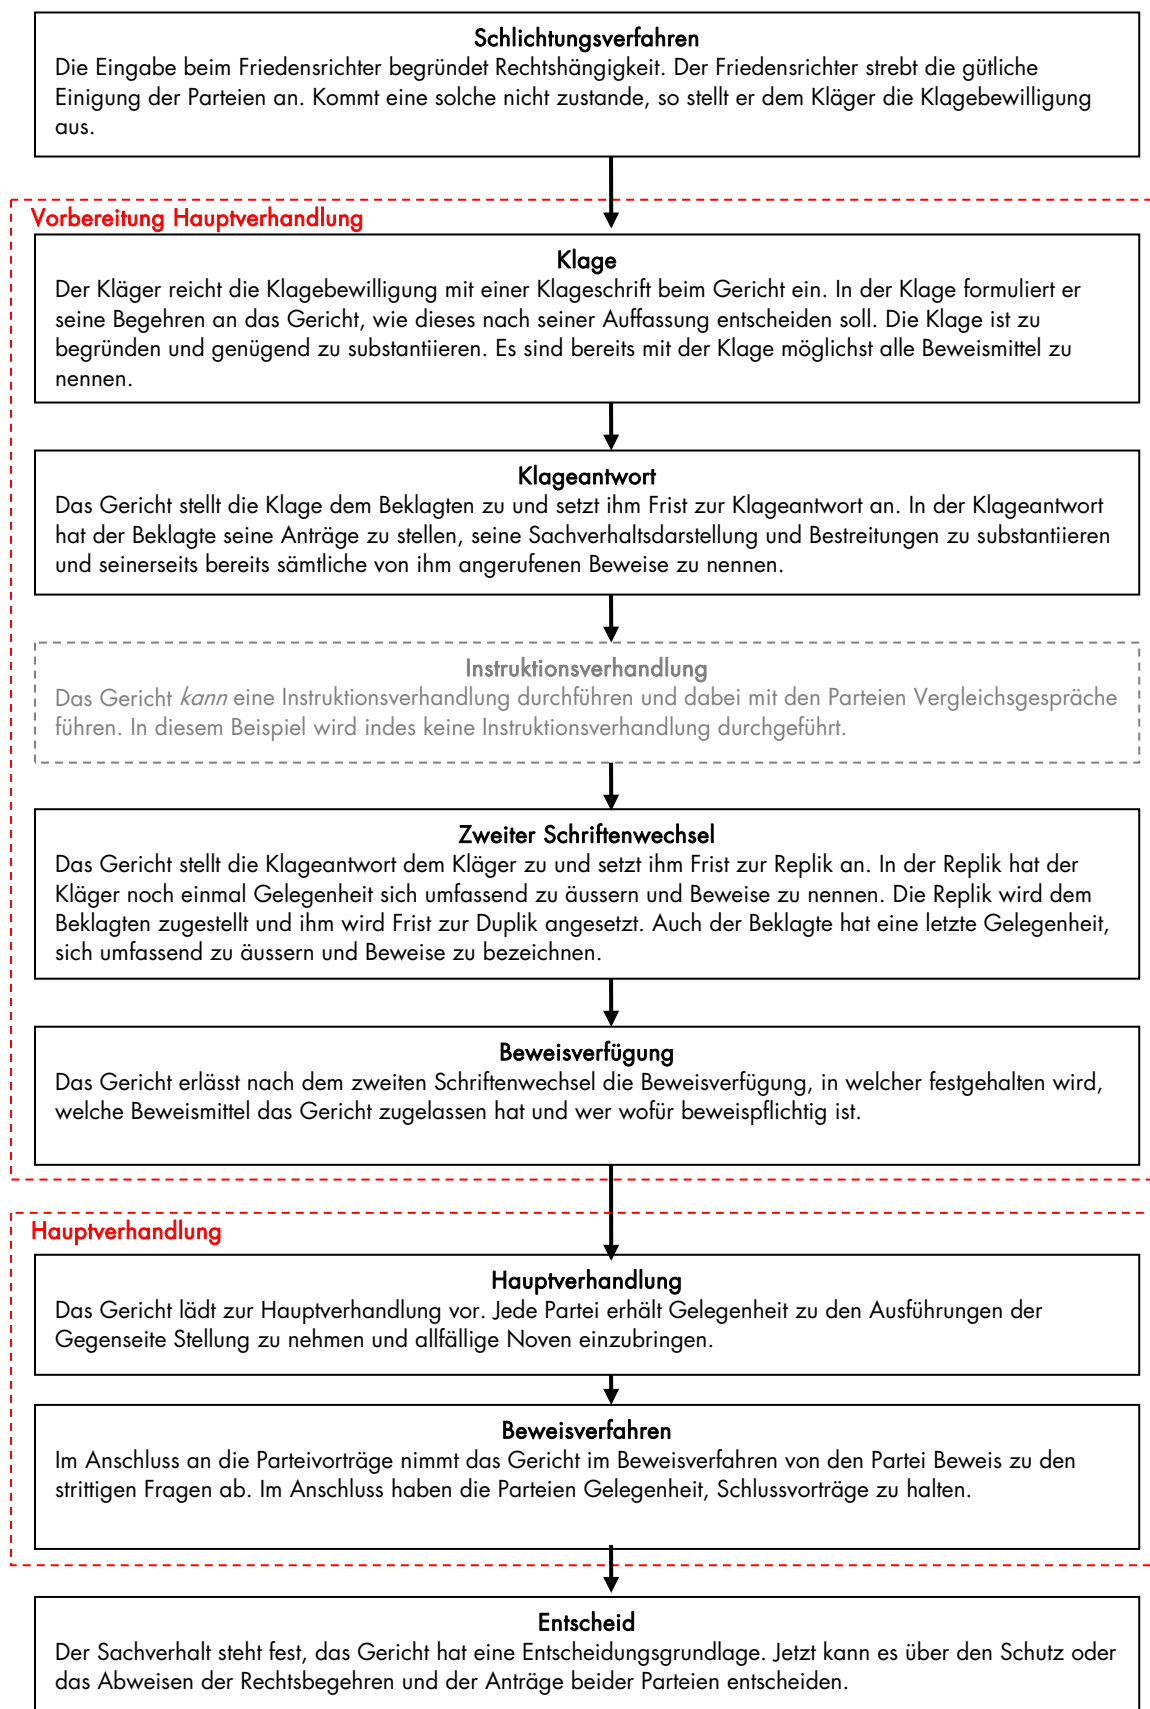 Schlichtungsverfahren
Die Eingabe beim Friedensrichter begründet Rechtshängigkeit. Der Friedensrichter strebt die gütliche
Einigung der Parteien an. Kommt eine solche nicht zustande, so stellt er dem Kläger die Klagebewilligung
aus.
Vorbereitung Hauptverhandlung
Klage
Der Kläger reicht die Klagebewilligung mit einer Klageschrift beim Gericht ein. In der Klage formuliert er
seine Begehren an das Gericht, wie dieses nach seiner Auffassung entscheiden soll. Die Klage ist zu
begründen und genügend zu substantiieren. Es sind bereits mit der Klage möglichst alle Beweismittel zu
nennen.
Klageantwort
Das Gericht stellt die Klage dem Beklagten zu und setzt ihm Frist zur Klageantwort an. In der Klageantwort
hat der Beklagte seine Anträge zu stellen, seine Sachverhaltsdarstellung und Bestreitungen zu substantiieren
und seinerseits bereits sämtliche von ihm angerufenen Beweise zu nennen.
Instruktionsverhandlung
Das Gericht kann eine Instruktionsverhandlung durchführen und dabei mit den Parteien Vergleichsgespräche
führen. In diesem Beispiel wird indes keine Instruktionsverhandlung durchgeführt.
Zweiter Schriftenwechsel
Das Gericht stellt die Klageantwort dem Kläger zu und setzt ihm Frist zur Replik an. In der Replik hat der
Kläger noch einmal Gelegenheit sich umfassend zu äussern und Beweise zu nennen. Die Replik wird dem
Beklagten zugestellt und ihm wird Frist zur Duplik angesetzt. Auch der Beklagte hat eine letzte Gelegenheit,
sich umfassend zu äussern und Beweise zu bezeichnen.
Beweisverfügung
Das Gericht erlässt nach dem zweiten Schriftenwechsel die Beweisverfügung, in welcher festgehalten wird,
welche Beweismittel das Gericht zugelassen hat und wer wofür beweispflichtig ist.
Hauptverhandlung
Hauptverhandlung
Das Gericht lädt zur Hauptverhandlung vor. Jede Partei erhält Gelegenheit zu den Ausführungen der
Gegenseite Stellung zu nehmen und allfällige Noven einzubringen.
Beweisverfahren
Im Anschluss an die Parteivorträge nimmt das Gericht im Beweisverfahren von den Partei Beweis zu den
strittigen Fragen ab. Im Anschluss haben die Parteien Gelegenheit, Schlussvorträge zu halten.
Entscheid
Der Sachverhalt steht fest, das Gericht hat eine Entscheidungsgrundlage. Jetzt kann es über den Schutz oder
das Abweisen der Rechtsbegehren und der Anträge beider Parteien entscheiden.